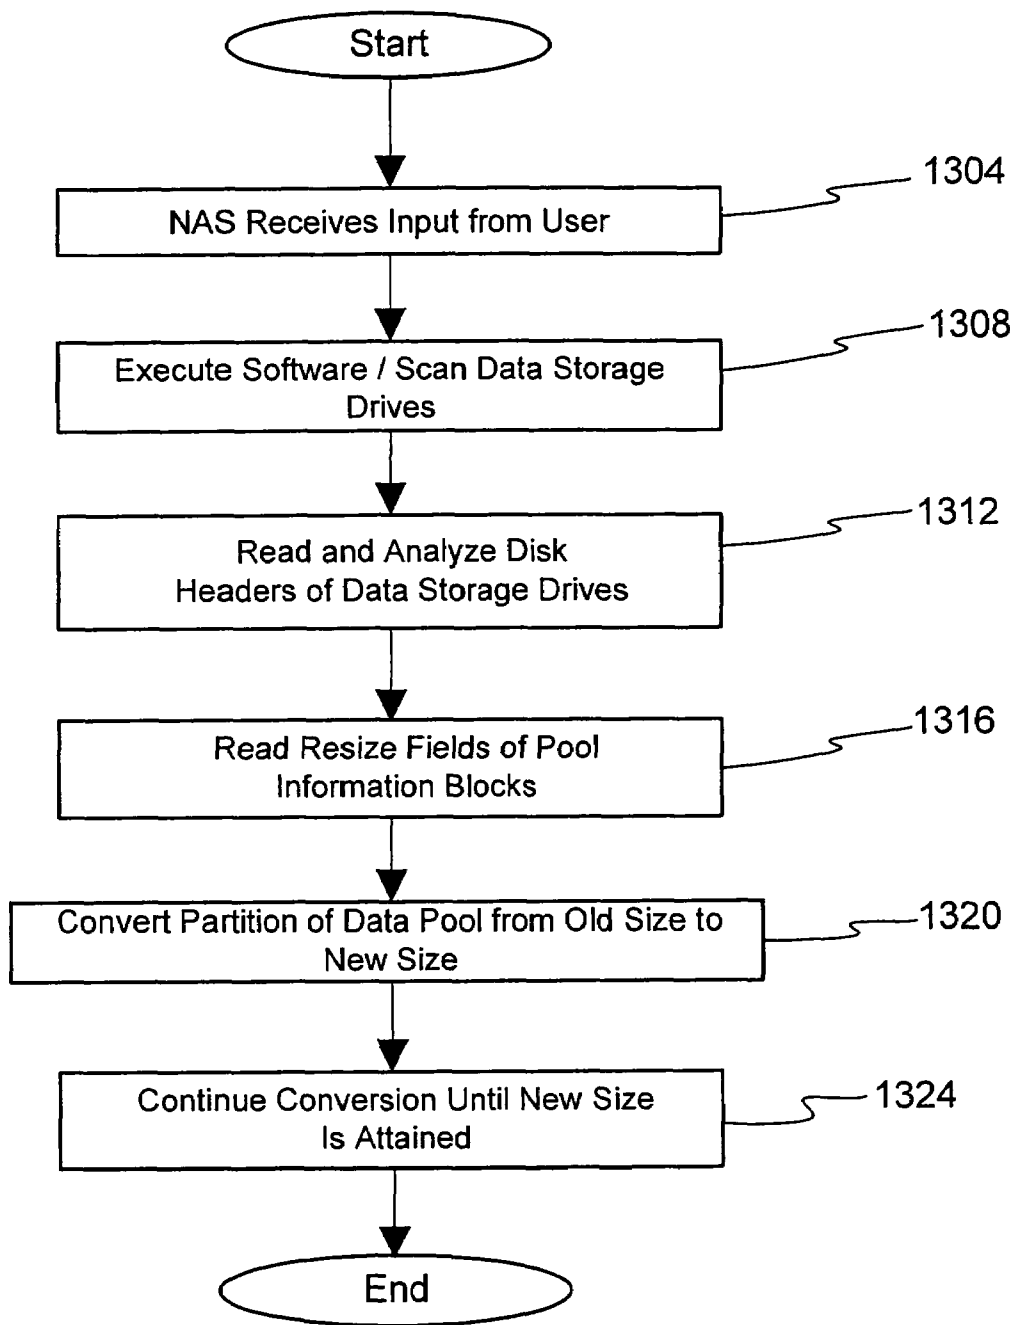 Start
1304
NAS Receives Input from User
1308
Execute Software / Scan Data Storage
Drives
1312
Read and Analyze Disk
Headers of Data Storage Drives
1316
Read Resize Fields of Pool
Information Blocks
1320
Convert Partition of Data Pool from Old Size to
New Size
1324
Continue Conversion Until New Size
Is Attained
End